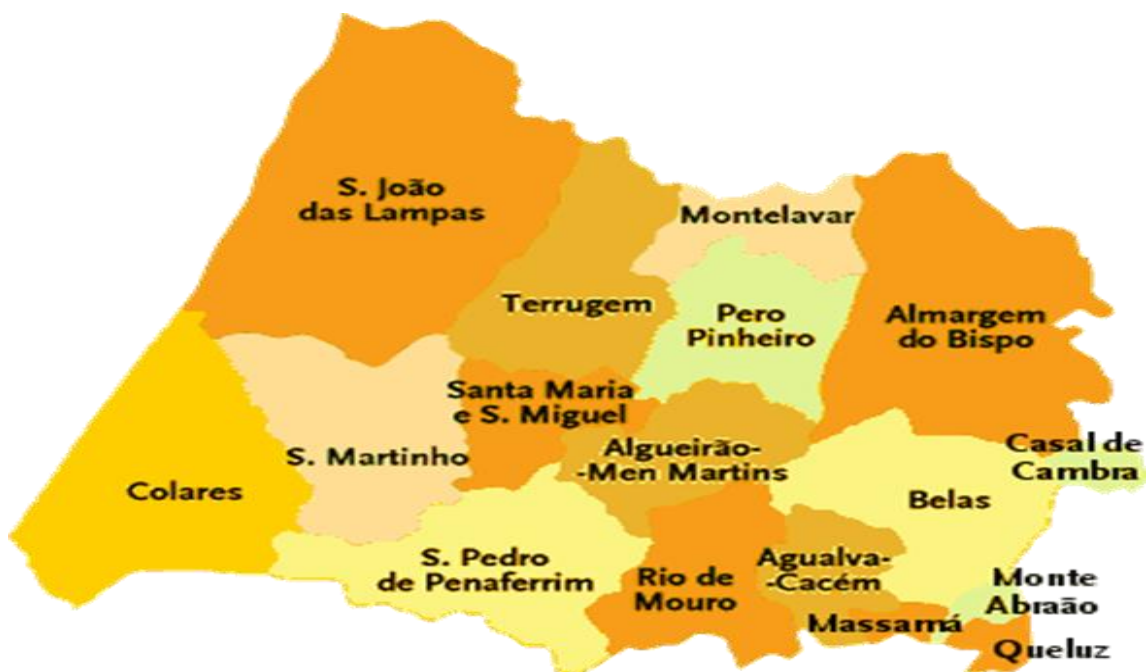 S. João
das Lampas
Montelavar
Terrugem
Pero
Pinheiro
Almargem
do Bispo
Santa Maria
e S. Miguel
S. Martinho
Algueirão-
-Men Martins
Casal de
Cambra
Colares
Belas
S. Pedro
de Penaferrim
Rio de
Mouro
Agualva-
-Cacém
Monte
Abraão
Massamá
Queluz